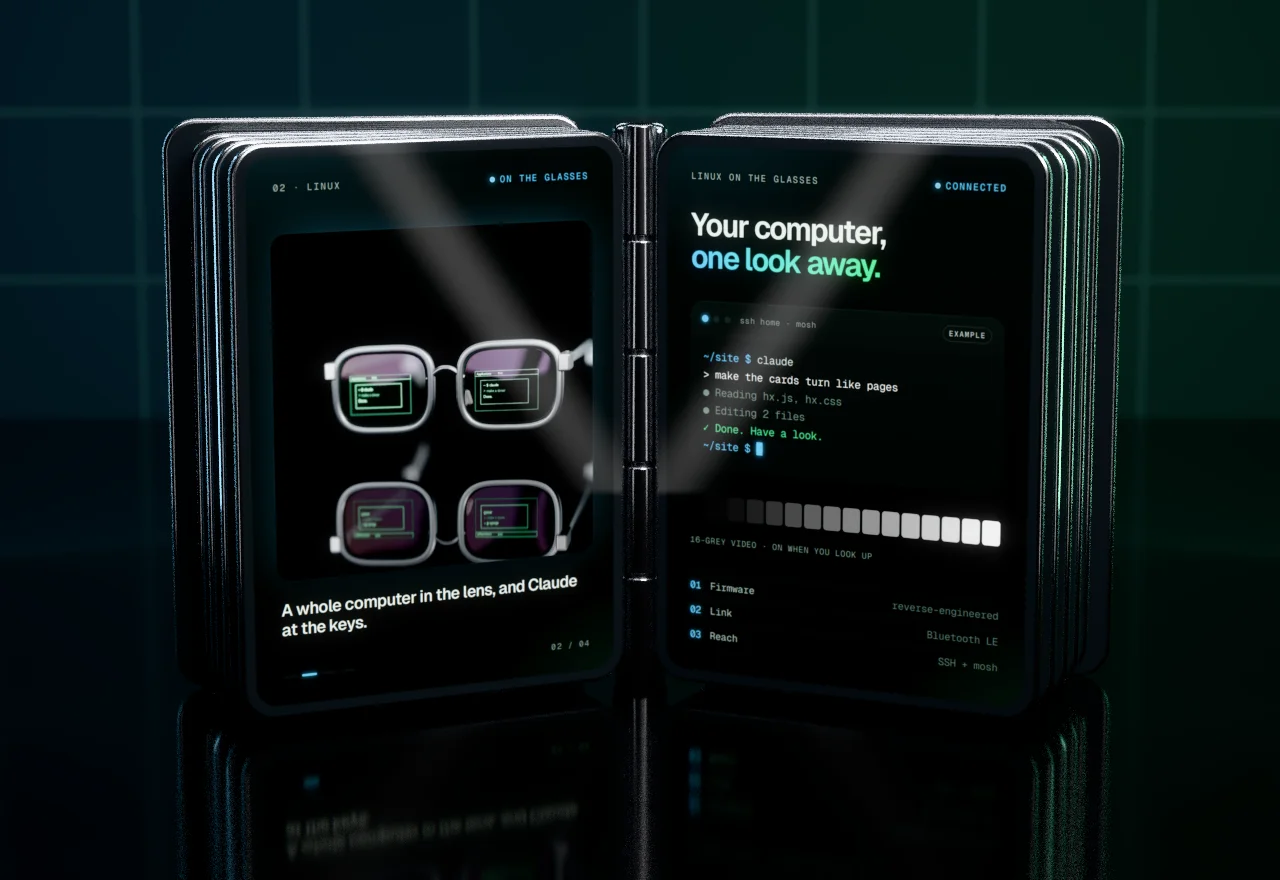 02 · LINUX
ON THE GLASSES
A whole computer in the lens, and Claude
at the keys.
02 / 04
LINUX ON THE GLASSES
CONNECTED
Your computer,
one look away.
ssh home · mosh
EXAMPLE
~/site $ claude
> make the cards turn like pages
Reading hx.js, hx.css
Editing 2 files
✓ Done. Have a look.
~/site $
16-GREY VIDEO · ON WHEN YOU LOOK UP
01 Firmware
reverse-engineered
02 Link
Bluetooth LE
03 Reach
SSH + mosh